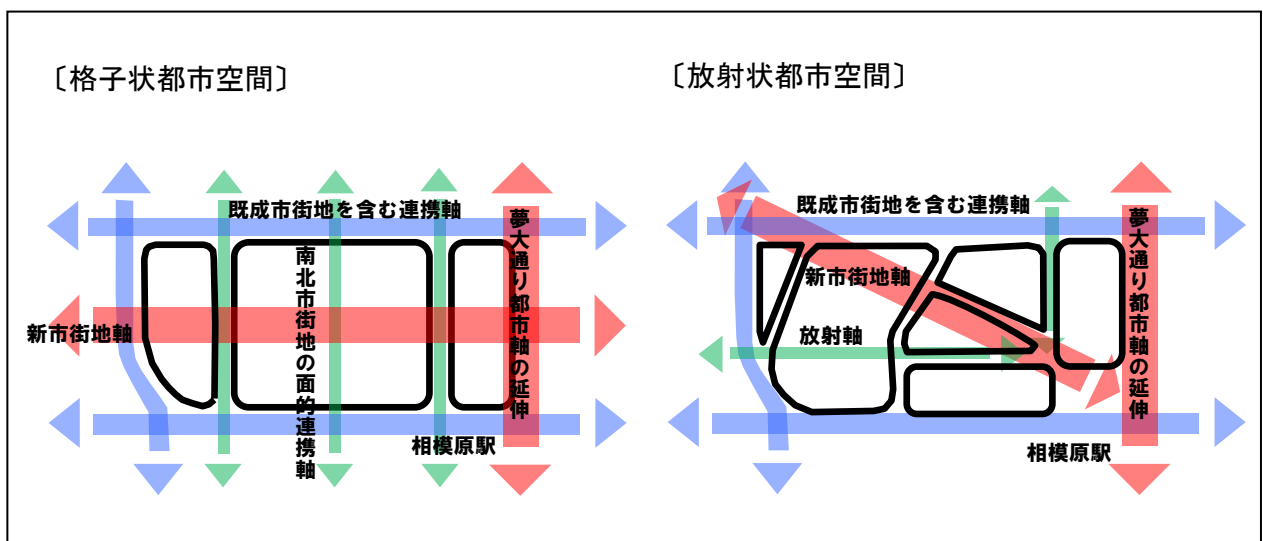 〔格子状都市空間〕
既成市街地を含む連携軸
夢大通り都市軸の延伸
南北市街地の面的連携軸
新市街地軸
相模原駅
〔放射状都市空間〕
既成市街地を含む連携軸
夢大通り都市軸の延伸
新市街地軸
放射軸
相模原駅